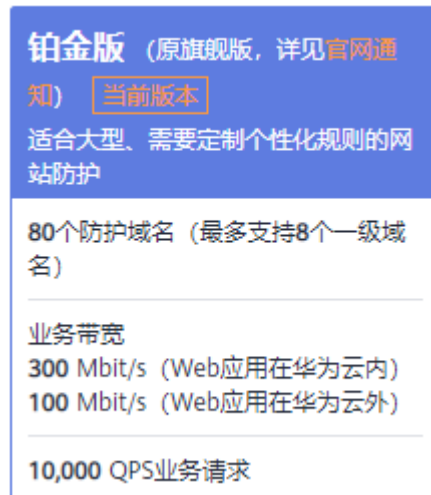 铂金版（原旗舰版，详见官网通
知） 当前版本
适合大型、需要定制个性化规则的网
站防护
80个防护域名（最多支持8个一级域
名）
业务带宽
300 Mbit/s（Web应用在华为云内）
100 Mbit/s（Web应用在华为云外）
10,000 QPS业务请求